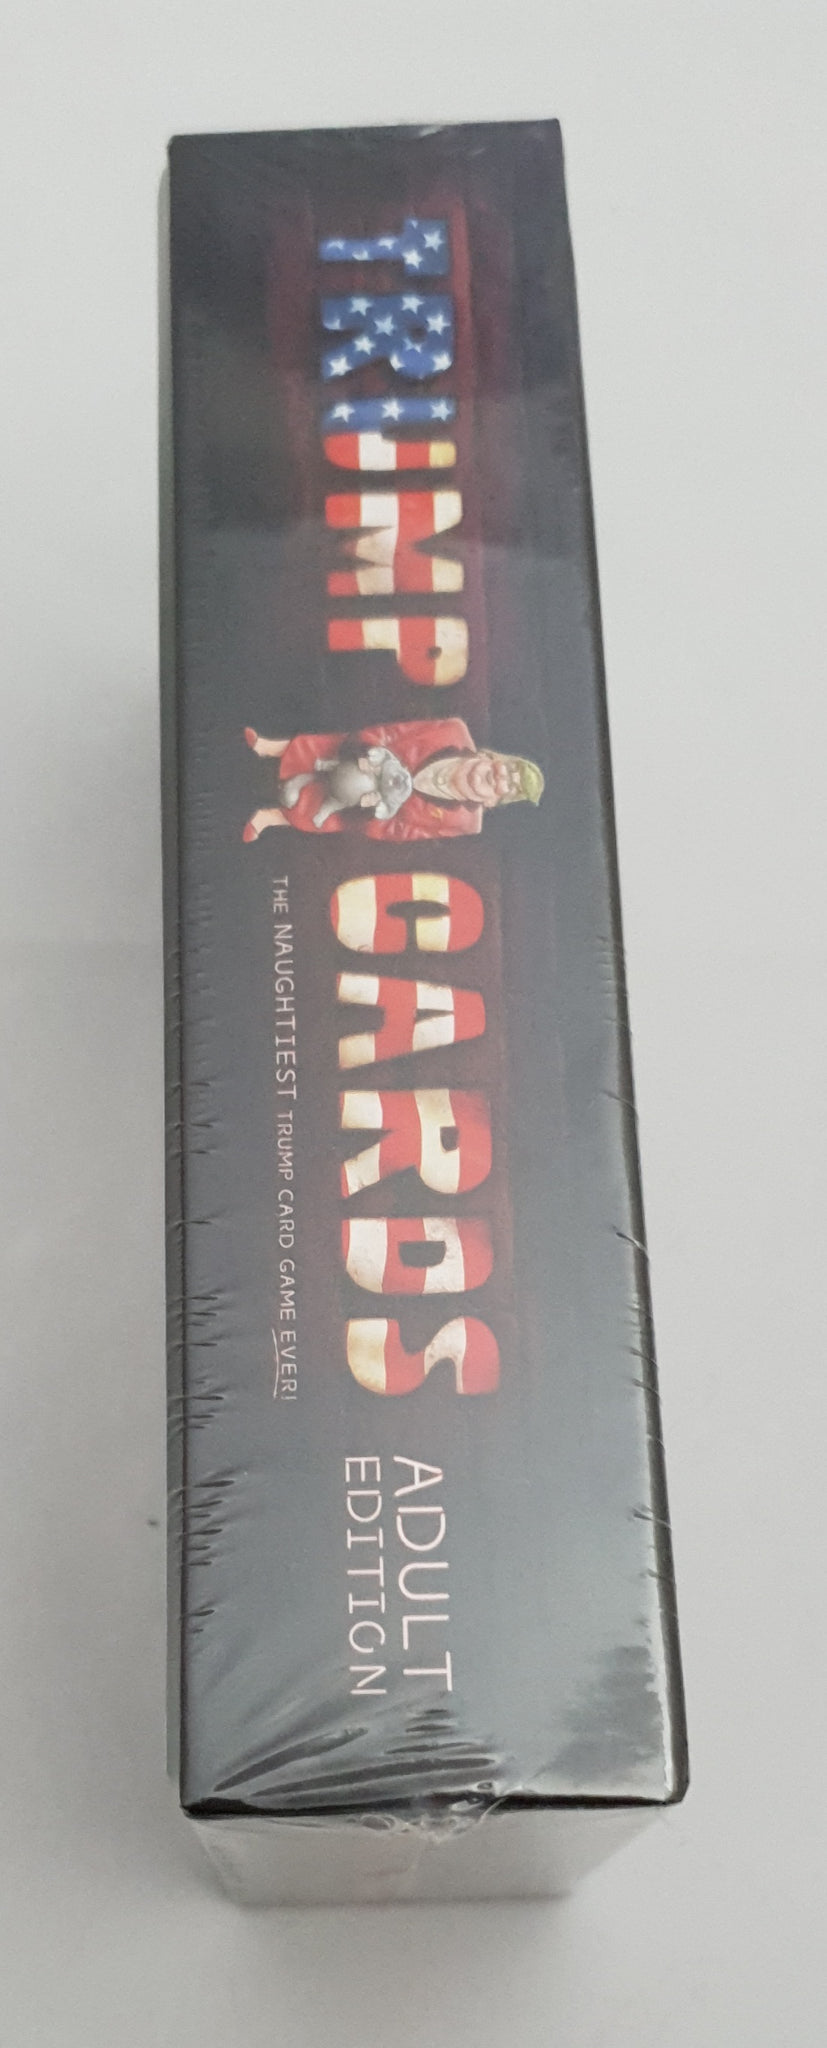 TRUMP CARDS
THE NAUGHTIEST TRUMP CARD GAME EVER!
ADULT
EDITION